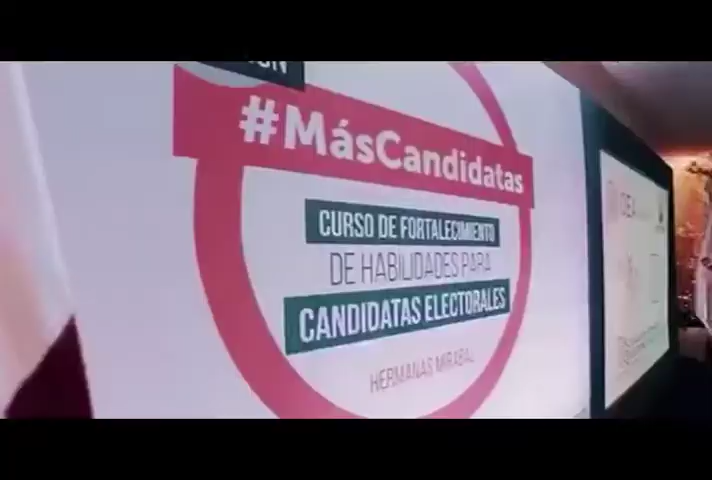 #MásCandidatas
CURSO DE FORTALECIMIENTO
DE HABILIDADES PARA
CANDIDATAS ELECTORALES
HERMANAS MIRABAL